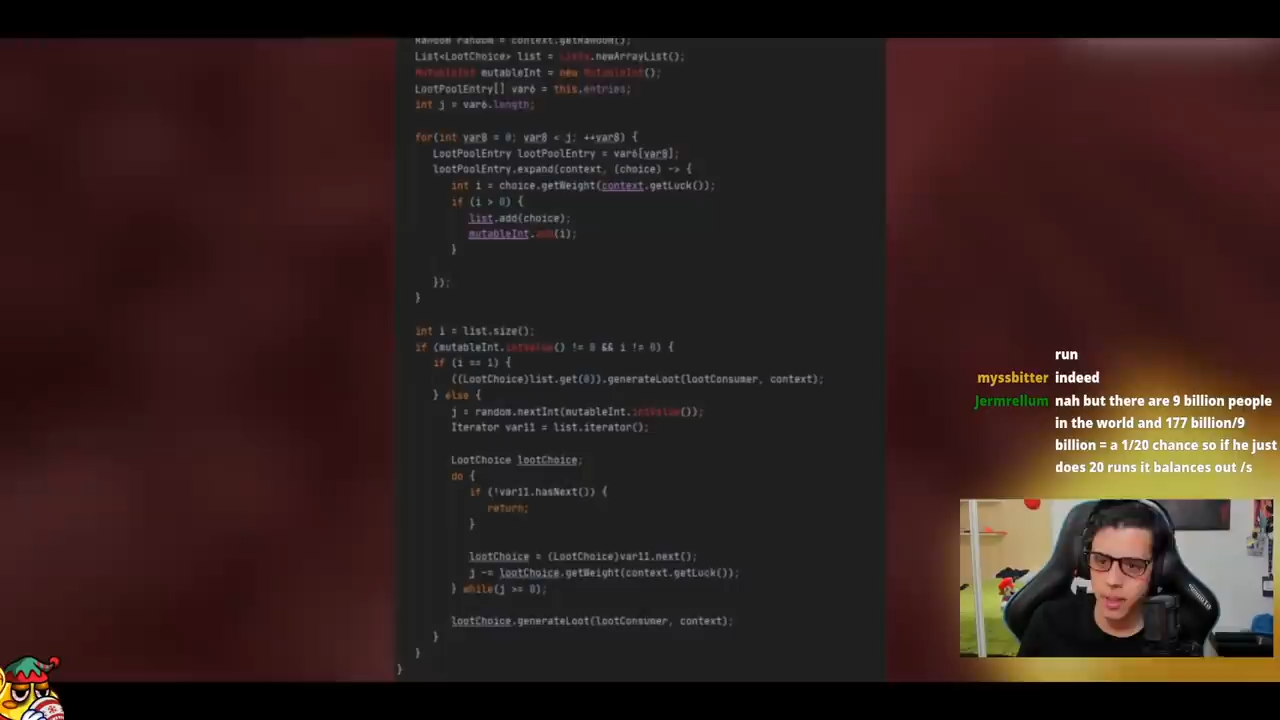 Random random = context.getRandom();
List<LootChoice> list = Lists.newArrayList();
MutableInt mutableInt = new MutableInt();
LootPoolEntry[] var6 = this.entries;
int j = var6.length;
for(int var8 = 0; var8 < j; ++var8) {
LootPoolEntry lootPoolEntry = var6[var8];
lootPoolEntry.expand(context, (choice) -> {
int i = choice.getWeight(context.getLuck());
if (i > 0) {
list.add(choice);
mutableInt.add(i);
}
});
}
int i = list.size();
if (mutableInt.intValue() != 0 && i != 0) {
if (i == 1) {
((LootChoice)list.get(0)).generateLoot(lootConsumer, context);
} else {
j = random.nextInt(mutableInt.intValue());
Iterator var11 = list.iterator();
LootChoice lootChoice;
do {
if (!var11.hasNext()) {
return;
}
lootChoice = (LootChoice)var11.next();
j -= lootChoice.getWeight(context.getLuck());
} while(j >= 0);
lootChoice.generateLoot(lootConsumer, context);
}
}
}
run
myssbitter indeed
Jermrellum nah but there are 9 billion people
in the world and 177 billion/9
billion = a 1/20 chance so if he just
does 20 runs it balances out /s